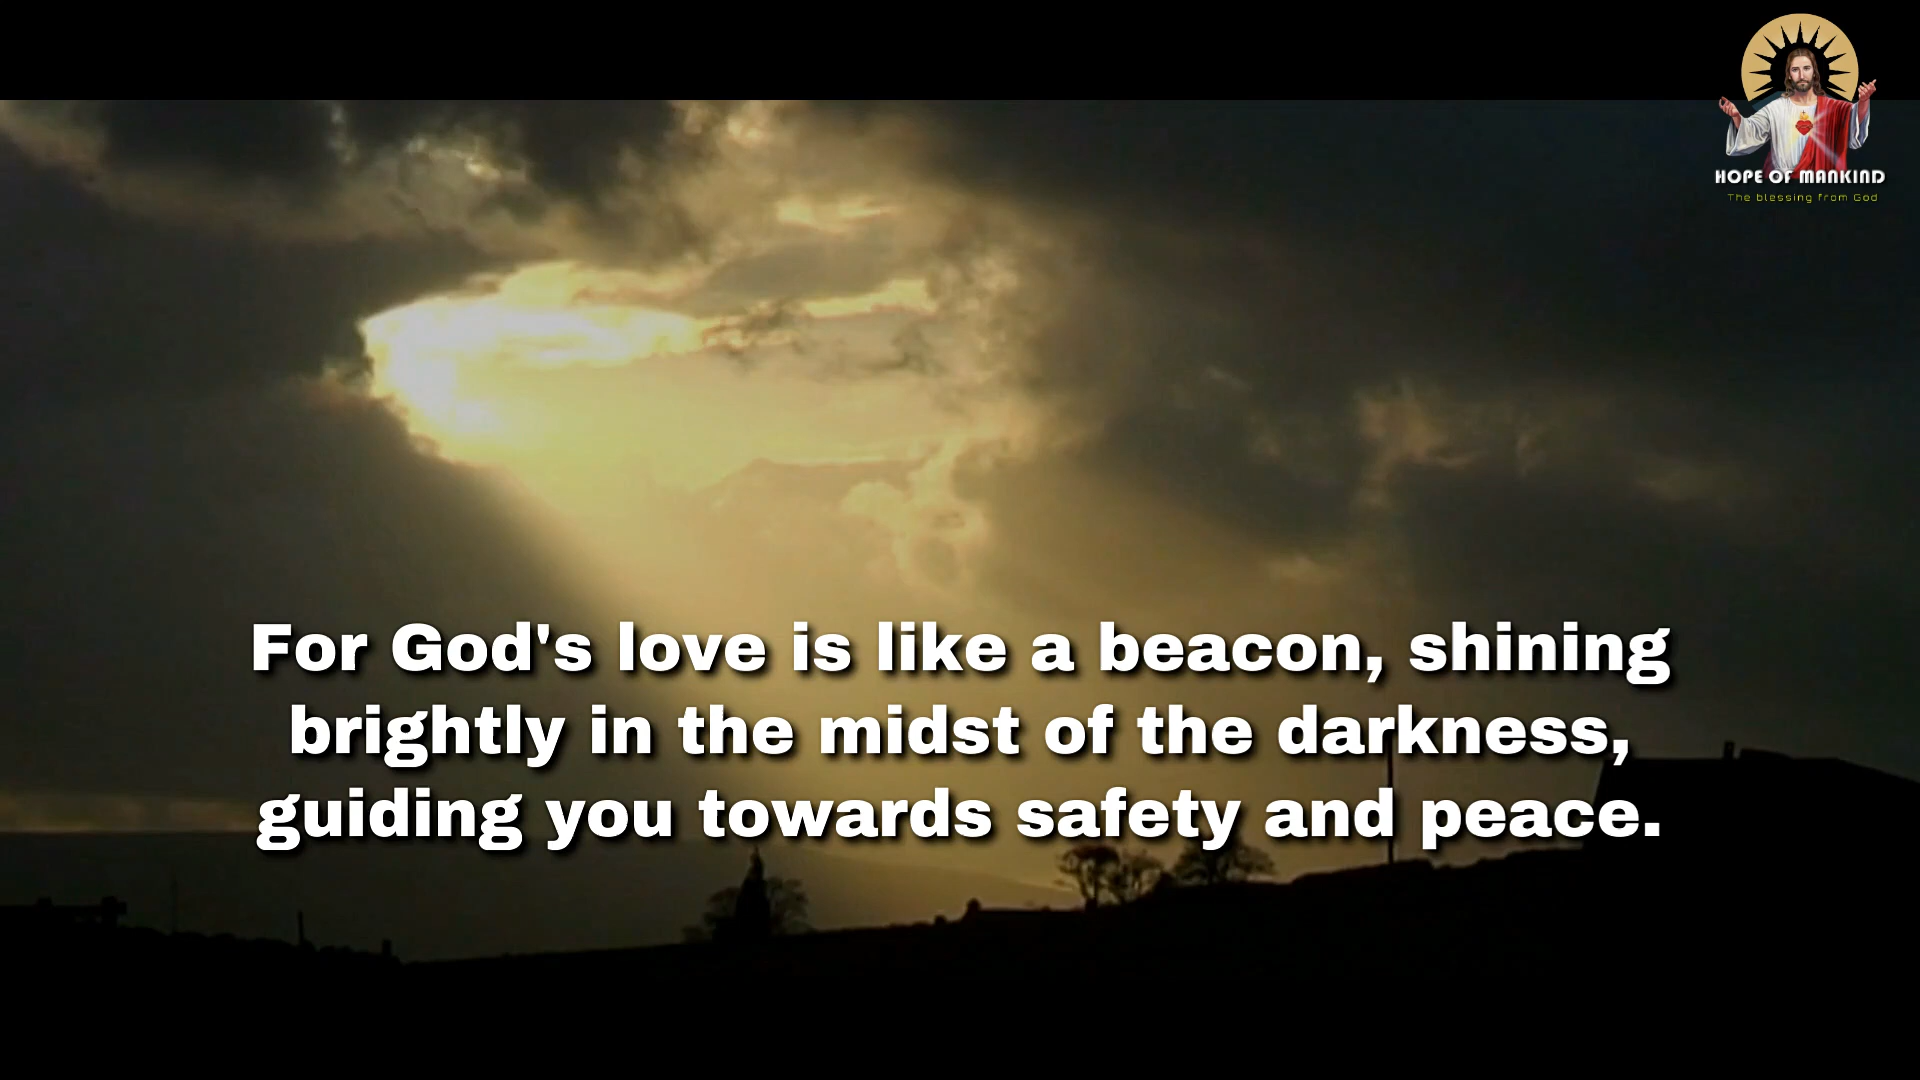 HOPE OF MANKIND
The blessing from God
For God's love is like a beacon, shining
brightly in the midst of the darkness,
guiding you towards safety and peace.